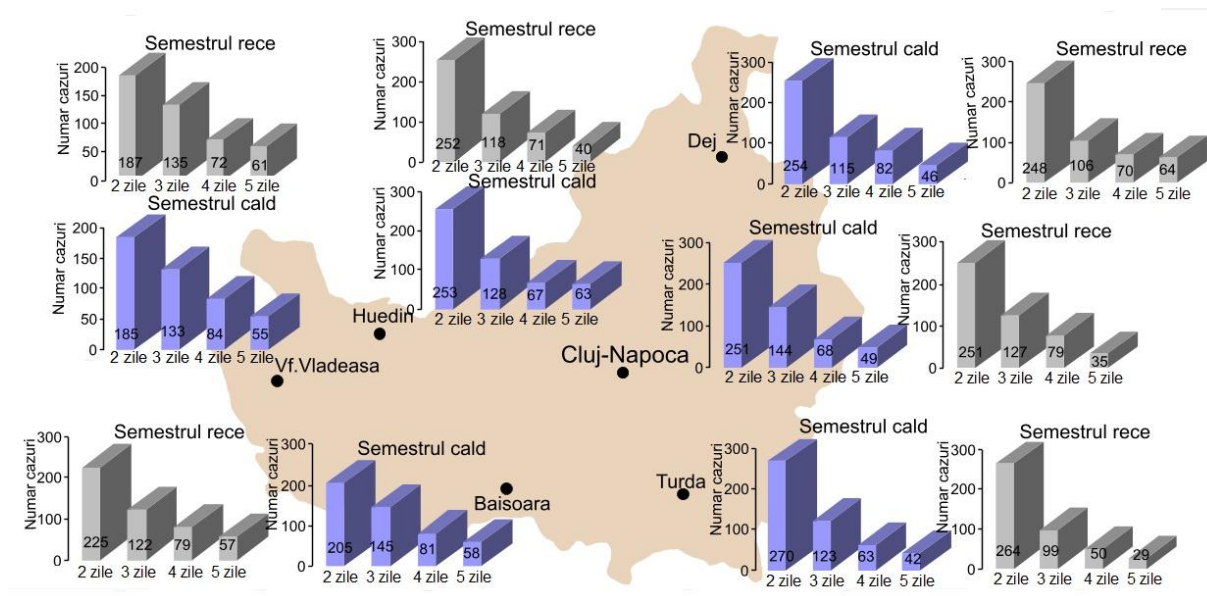 Semestrul rece
Numar cazuri
200
150
100
50
0
187 135 72 61
2 zile 3 zile 4 zile 5 zile
Semestrul rece
Numar cazuri
300
200
100
0
252 118 71 40
2 zile 3 zile 4 zile 5 zile
Semestrul cald
Numar cazuri
300
200
100
0
254 115 82 46
2 zile 3 zile 4 zile 5 zile
Semestrul rece
Numar cazuri
300
200
100
0
248 106 70 64
2 zile 3 zile 4 zile 5 zile
Dej
Semestrul cald
Numar cazuri
200
150
100
50
0
185 133 84 55
2 zile 3 zile 4 zile 5 zile
Semestrul cald
Numar cazuri
300
200
100
0
253 128 67 63
2 zile 3 zile 4 zile 5 zile
Semestrul cald
Numar cazuri
300
200
100
0
251 144 68 49
2 zile 3 zile 4 zile 5 zile
Semestrul rece
Numar cazuri
300
200
100
0
251 127 79 35
2 zile 3 zile 4 zile 5 zile
Huedin
Vf.Vladeasa
Cluj-Napoca
Semestrul rece
Numar cazuri
300
200
100
0
225 122 79 57
2 zile 3 zile 4 zile 5 zile
Semestrul cald
Numar cazuri
300
200
100
0
205 145 81 58
2 zile 3 zile 4 zile 5 zile
Baisoara
Turda
Semestrul cald
Numar cazuri
300
200
100
0
270 123 63 42
2 zile 3 zile 4 zile 5 zile
Semestrul rece
Numar cazuri
300
200
100
0
264 99 50 29
2 zile 3 zile 4 zile 5 zile